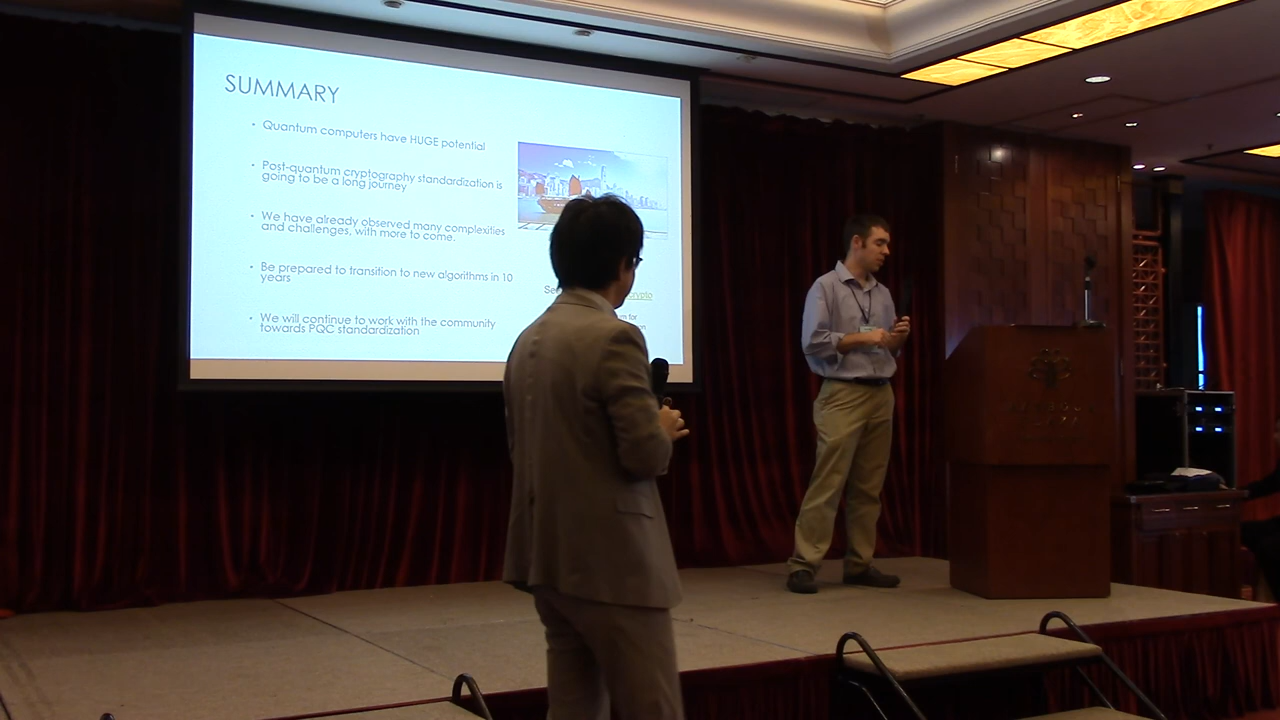 SUMMARY
• Quantum computers have HUGE potential
• Post-quantum cryptography standardization is
going to be a long journey
• We have already observed many complexities
and challenges, with more to come.
• Be prepared to transition to new algorithms in 10
years
• We will continue to work with the community
towards PQC standardization